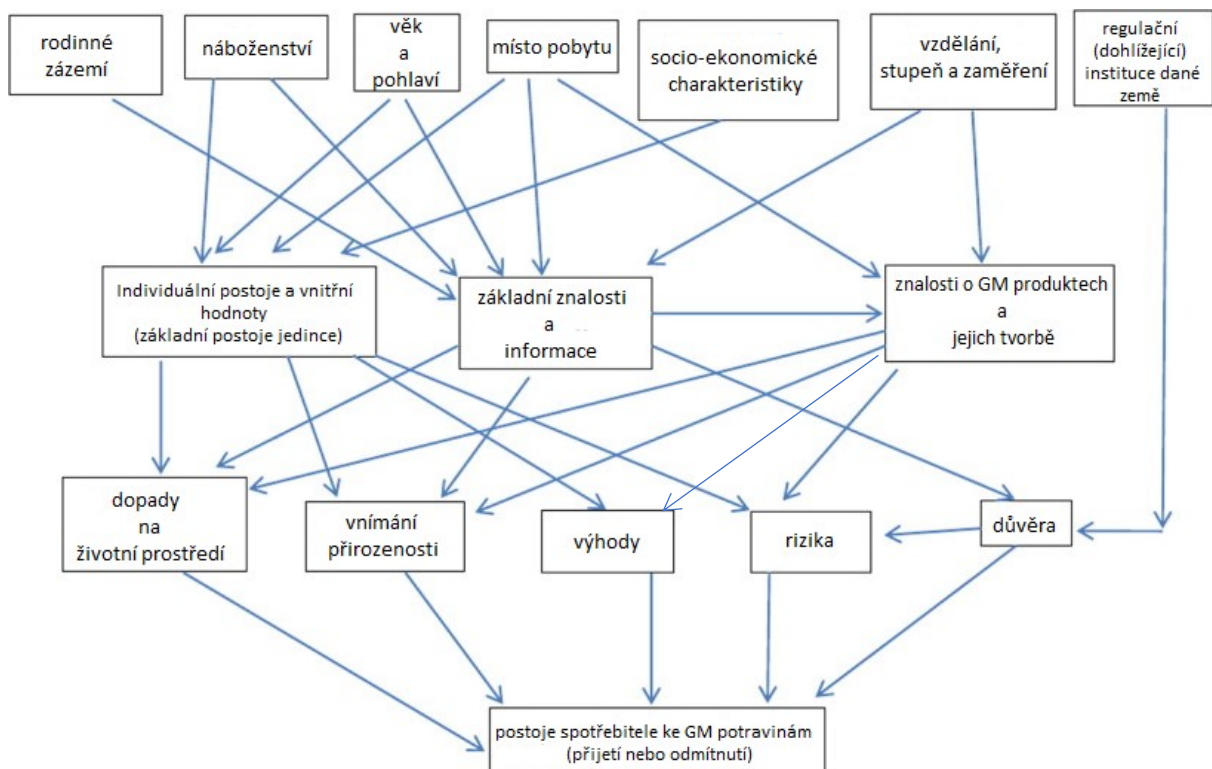 rodinné
zázemí
náboženství
věk
a
pohlaví
místo pobytu
socio-ekonomické
charakteristiky
vzdělání,
stupeň a zaměření
regulační
(dohlížející)
instituce dané
země
Individuální postoje a vnitřní
hodnoty
(základní postoje jedince)
základní znalosti
a
informace
znalosti o GM produktech
a
jejich tvorbě
dopady
na
životní prostředí
vnímání
přirozenosti
výhody
rizika
důvěra
postoje spotřebitele ke GM potravinám
(přijetí nebo odmítnutí)